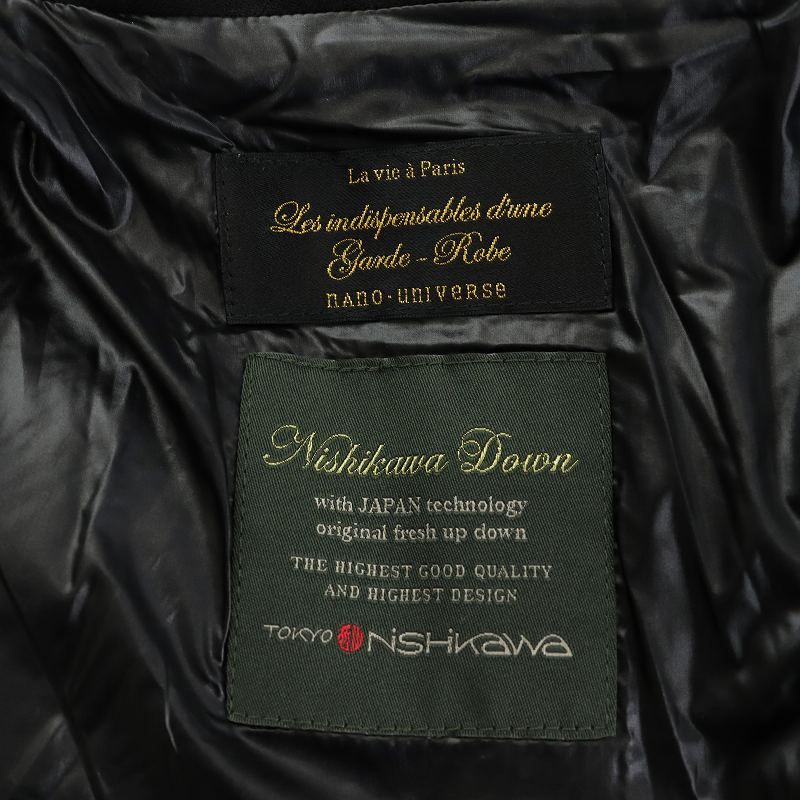 La vie à Paris
Les indispensables d'une
Garde-Robe
nano·universe
Nishikawa Down
with JAPAN technology
original fresh up down
THE HIGHEST GOOD QUALITY
AND HIGHEST DESIGN
TOKYO NiSHiKaWa